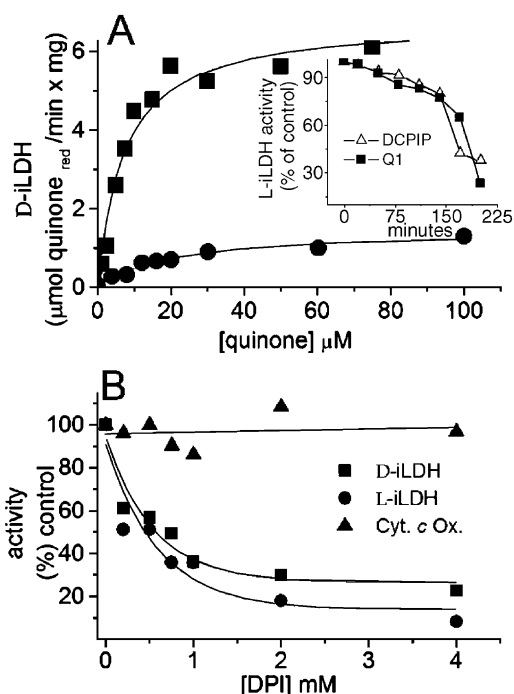 A
D-iLDH
(μmol quinone red /min x mg)
6
4
2
0
0 20 40 60 80 100
[quinone] μM
L-iLDH activity
(% of control)
90
60
30
DCPIP
Q1
0 75 150 225
minutes
B
activity
(%) control
100
80
60
40
20
D-iLDH
L-iLDH
Cyt. c Ox.
0 1 2 3 4
[DPI] mM